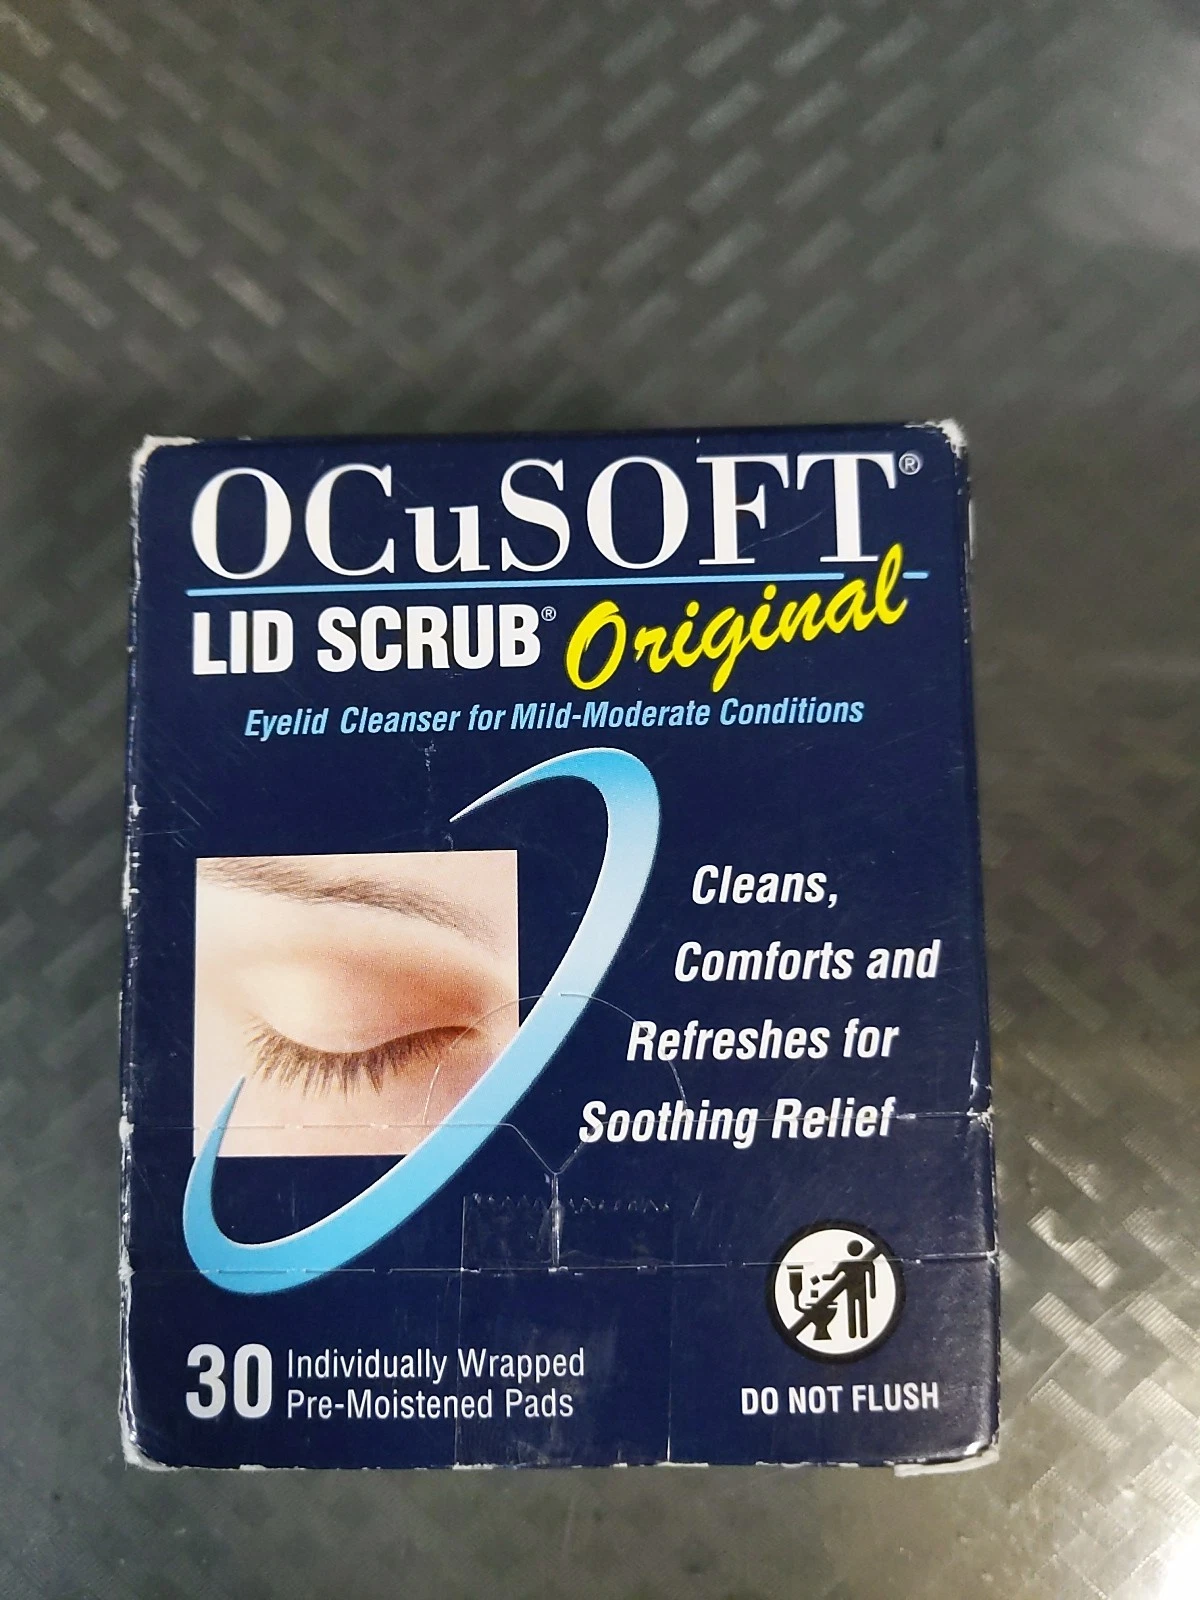 OCuSOFT®
LID SCRUB® Original
Eyelid Cleanser for Mild-Moderate Conditions
Cleans,
Comforts and
Refreshes for
Soothing Relief
30 Individually Wrapped
Pre-Moistened Pads
DO NOT FLUSH